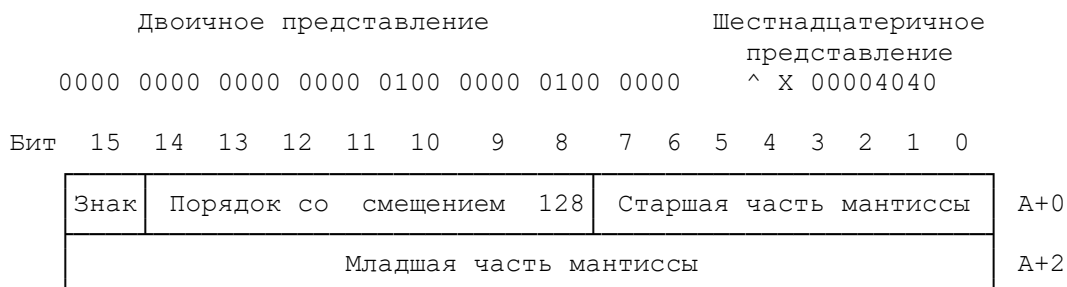 Двоичное представление Шестнадцатеричное
представление
0000 0000 0000 0000 0100 0000 0100 0000 ^ X 00004040
Бит 15 14 13 12 11 10 9 8 7 6 5 4 3 2 1 0
Знак Порядок со смещением 128 Старшая часть мантиссы А+0
Младшая часть мантиссы А+2